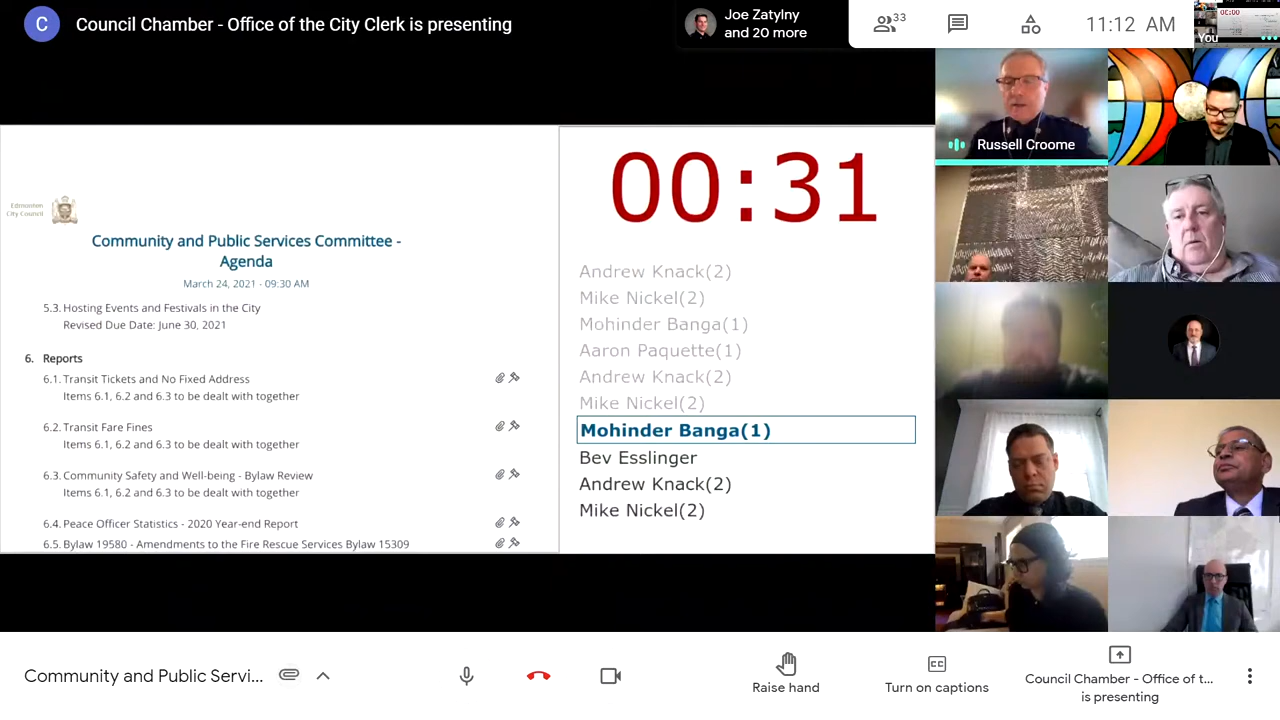 C
Council Chamber - Office of the City Clerk is presenting
Joe Zatylny
and 20 more
33
11:12 AM
You
Russell Croome
Edmonton
City Council
Community and Public Services Committee -
Agenda
March 24, 2021 - 09:30 AM
5.3. Hosting Events and Festivals in the City
Revised Due Date: June 30, 2021
6. Reports
6.1. Transit Tickets and No Fixed Address
Items 6.1, 6.2 and 6.3 to be dealt with together
6.2. Transit Fare Fines
Items 6.1, 6.2 and 6.3 to be dealt with together
6.3. Community Safety and Well-being - Bylaw Review
Items 6.1, 6.2 and 6.3 to be dealt with together
6.4. Peace Officer Statistics - 2020 Year-end Report
6.5. Bylaw 19580 - Amendments to the Fire Rescue Services Bylaw 15309
00:31
Andrew Knack(2)
Mike Nickel(2)
Mohinder Banga(1)
Aaron Paquette(1)
Andrew Knack(2)
Mike Nickel(2)
Mohinder Banga(1)
Bev Esslinger
Andrew Knack(2)
Mike Nickel(2)
Community and Public Servi...
Raise hand
CC
Turn on captions
Council Chamber - Office of t...
is presenting